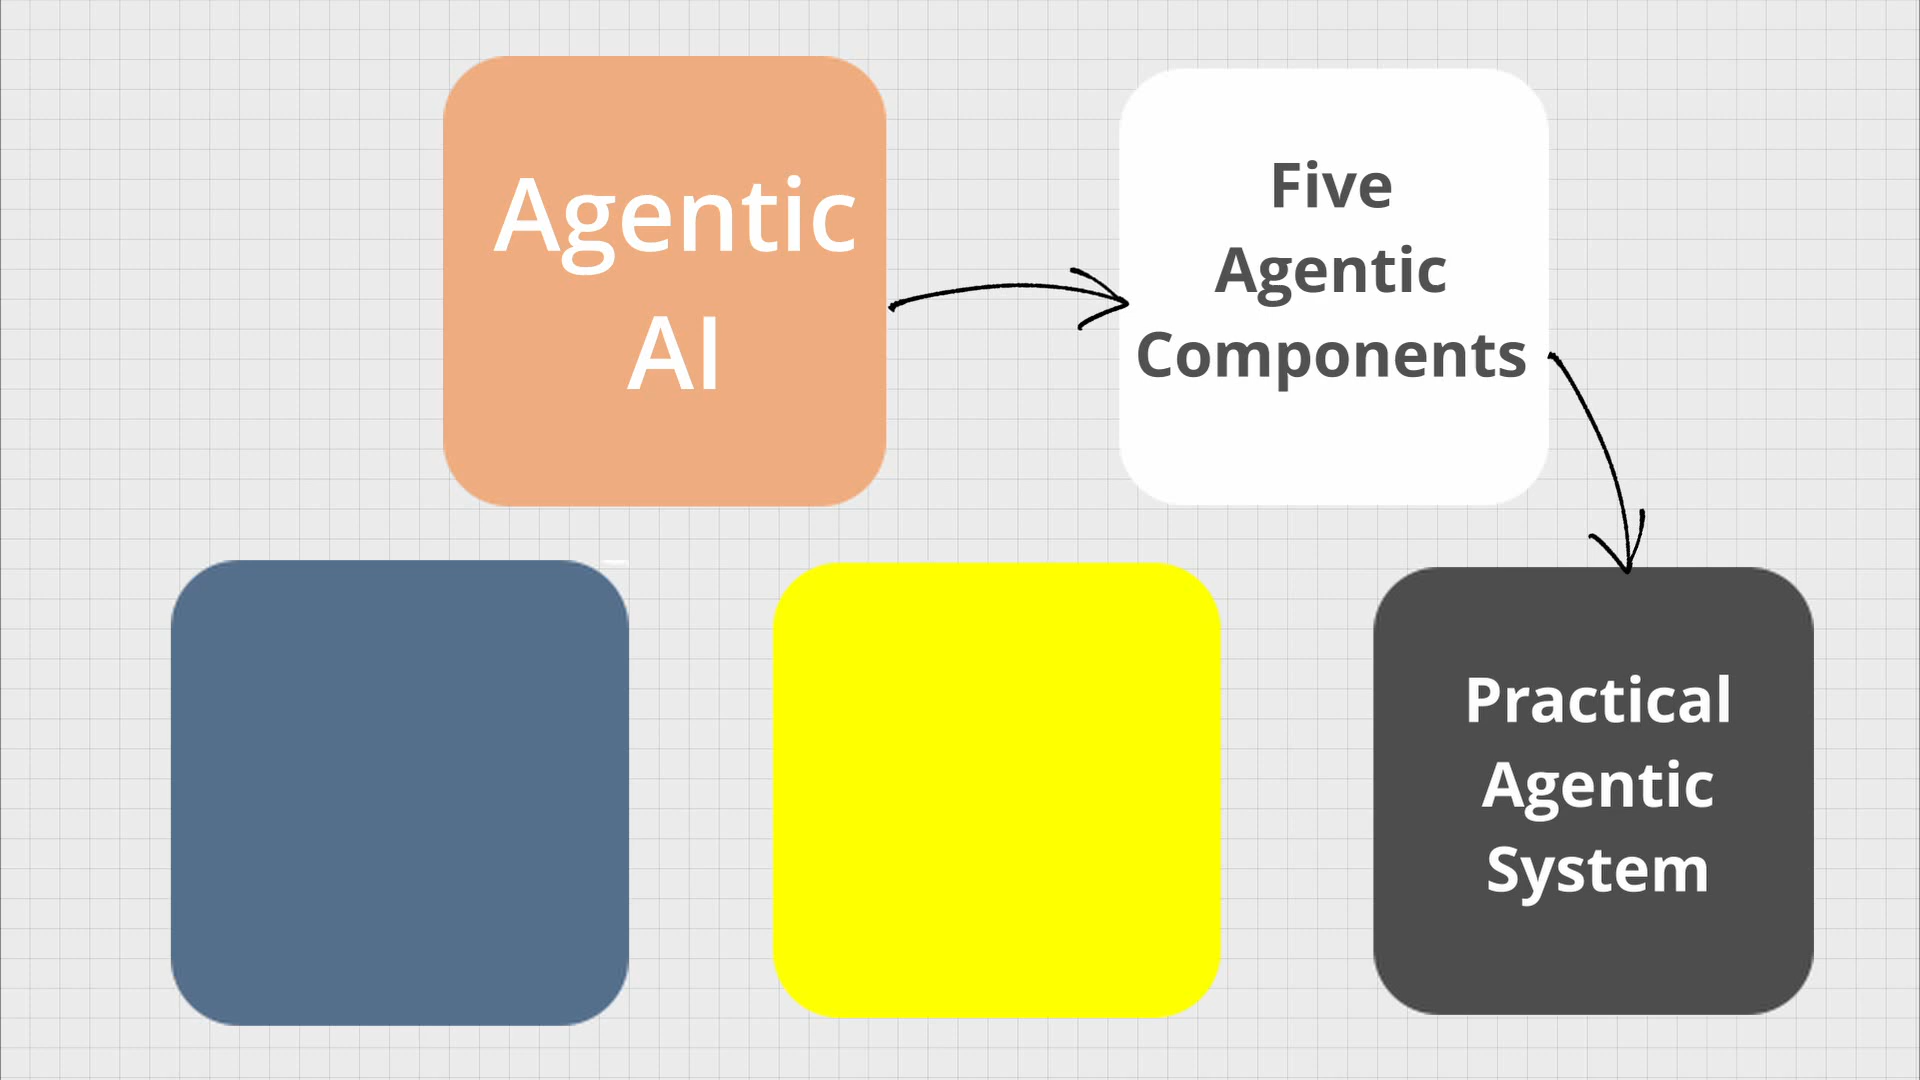 Agentic
AI
Five
Agentic
Components
Practical
Agentic
System